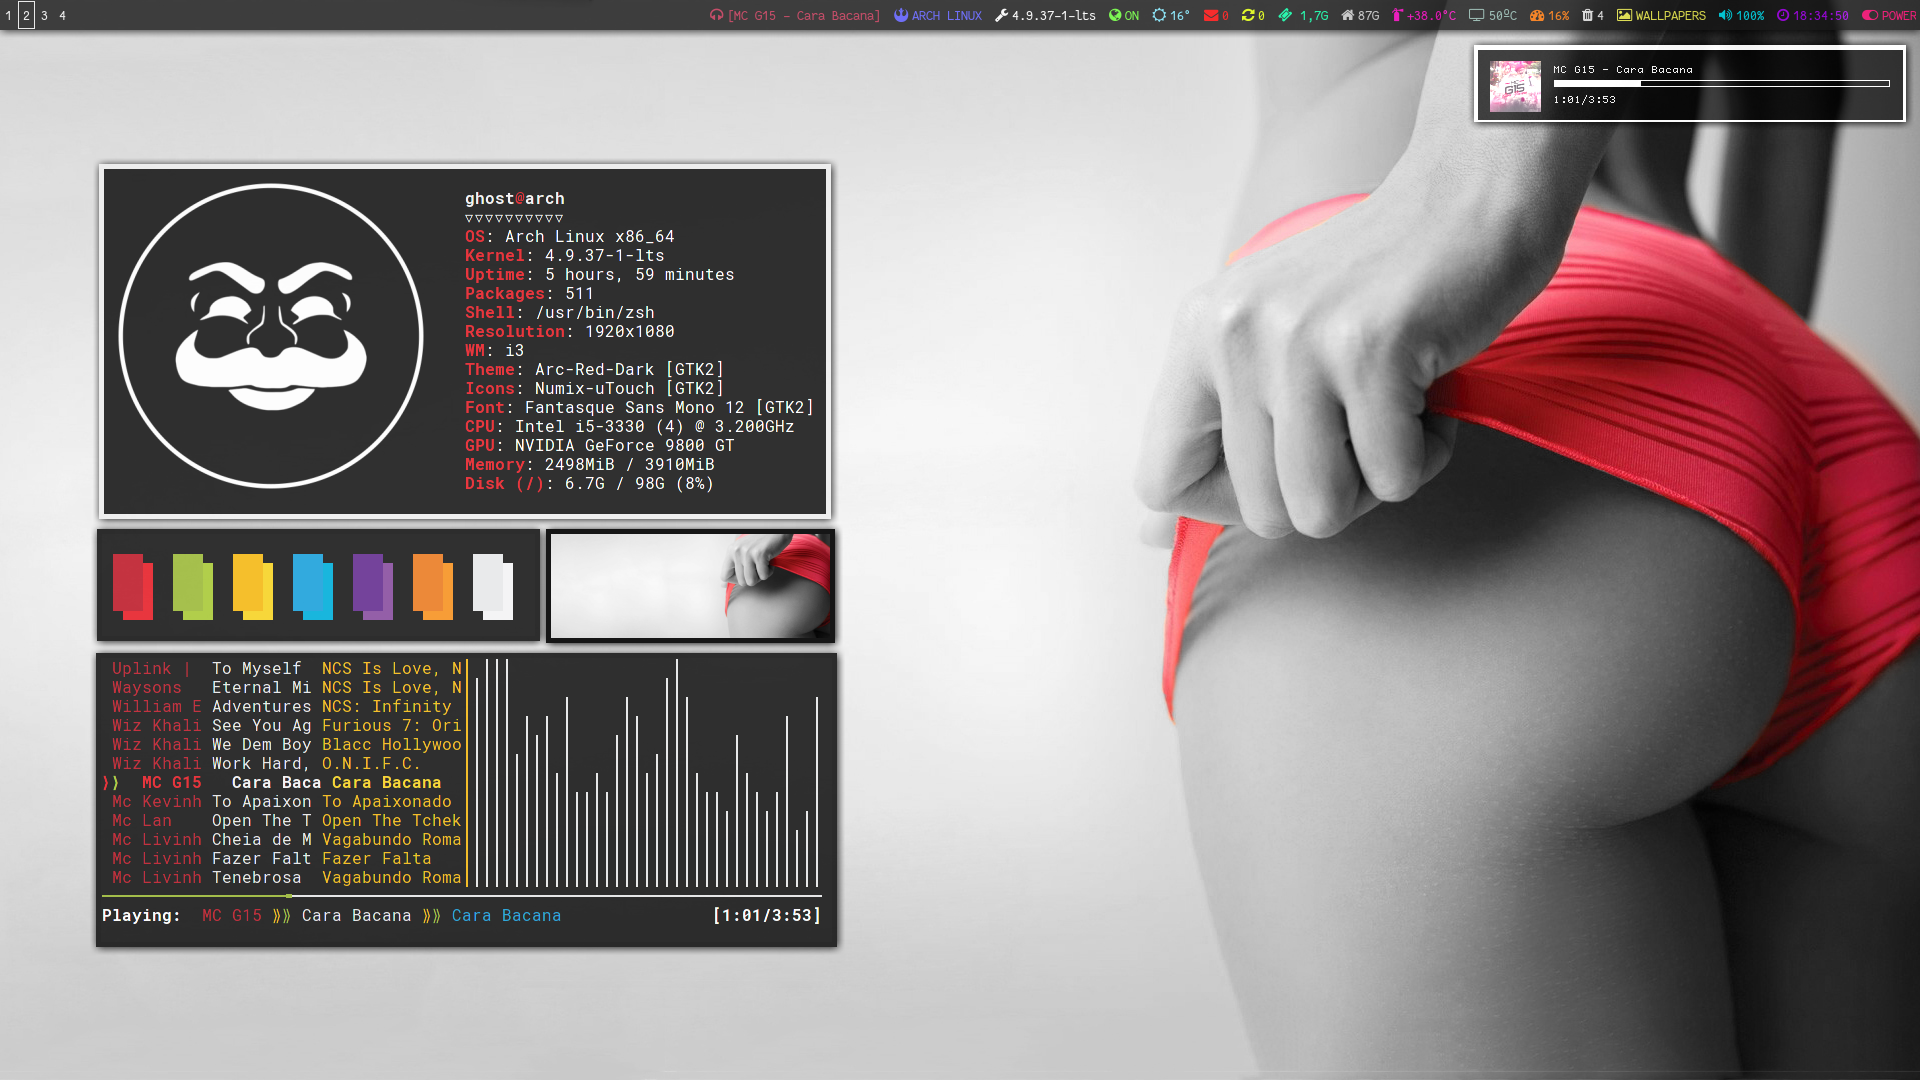 1 2 3 4 [MC G15 - Cara Bacana] ARCH LINUX 4.9.37-1-lts ON 16° 0 0 1,7G 87G +38.0°C 50ºC 16% 4 WALLPAPERS 100% 18:34:50 POWER
MC G15 - Cara Bacana
1:01/3:53
G15
ghost@arch
▽▽▽▽▽▽▽▽▽▽
OS: Arch Linux x86_64
Kernel: 4.9.37-1-lts
Uptime: 5 hours, 59 minutes
Packages: 511
Shell: /usr/bin/zsh
Resolution: 1920x1080
WM: i3
Theme: Arc-Red-Dark [GTK2]
Icons: Numix-uTouch [GTK2]
Font: Fantasque Sans Mono 12 [GTK2]
CPU: Intel i5-3330 (4) @ 3.200GHz
GPU: NVIDIA GeForce 9800 GT
Memory: 2498MiB / 3910MiB
Disk (/): 6.7G / 98G (8%)
Uplink | To Myself NCS Is Love, N
Waysons Eternal Mi NCS Is Love, N
William E Adventures NCS: Infinity
Wiz Khali See You Ag Furious 7: Ori
Wiz Khali We Dem Boy Blacc Hollywoo
Wiz Khali Work Hard, O.N.I.F.C.
⟩⟩ MC G15 Cara Baca Cara Bacana
Mc Kevinh To Apaixon To Apaixonado
Mc Lan Open The T Open The Tchek
Mc Livinh Cheia de M Vagabundo Roma
Mc Livinh Fazer Falt Fazer Falta
Mc Livinh Tenebrosa Vagabundo Roma
Playing: MC G15 ⟫⟫ Cara Bacana ⟫⟫ Cara Bacana [1:01/3:53]